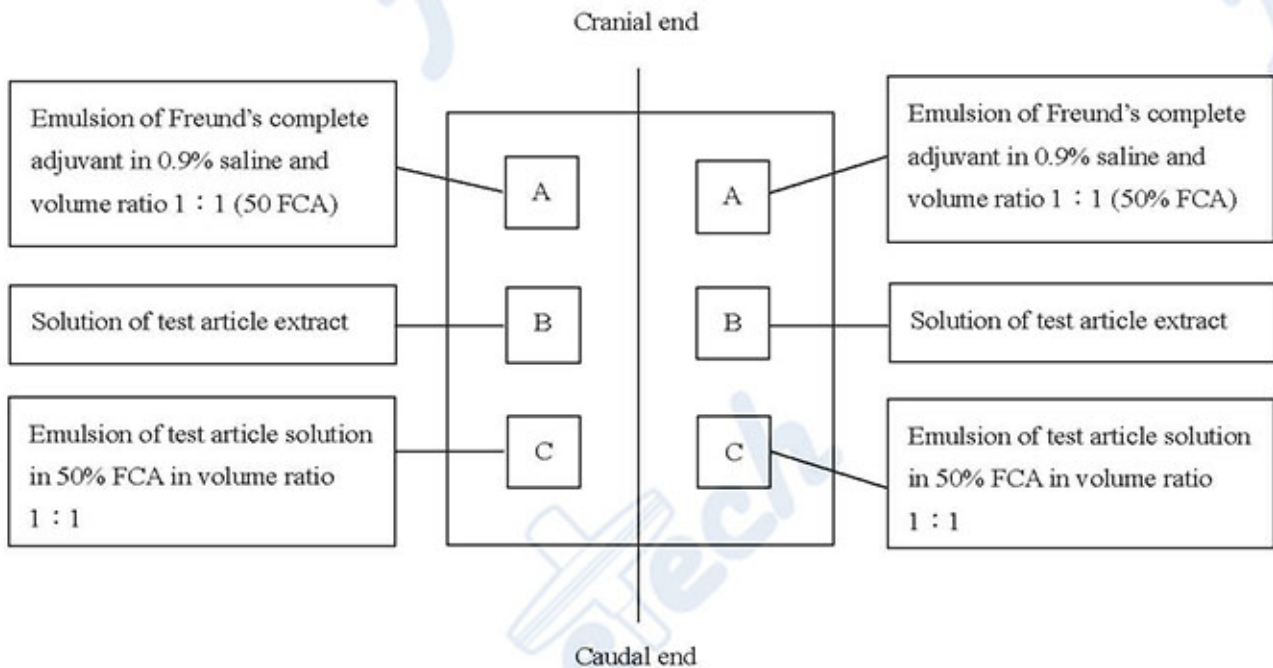 Cranial end
Emulsion of Freund's complete
adjuvant in 0.9% saline and
volume ratio 1：1 (50 FCA)
A
A
Emulsion of Freund's complete
adjuvant in 0.9% saline and
volume ratio 1：1 (50% FCA)
Solution of test article extract
B
B
Solution of test article extract
Emulsion of test article solution
in 50% FCA in volume ratio
1：1
C
C
Emulsion of test article solution
in 50% FCA in volume ratio
1：1
Tech
Caudal end